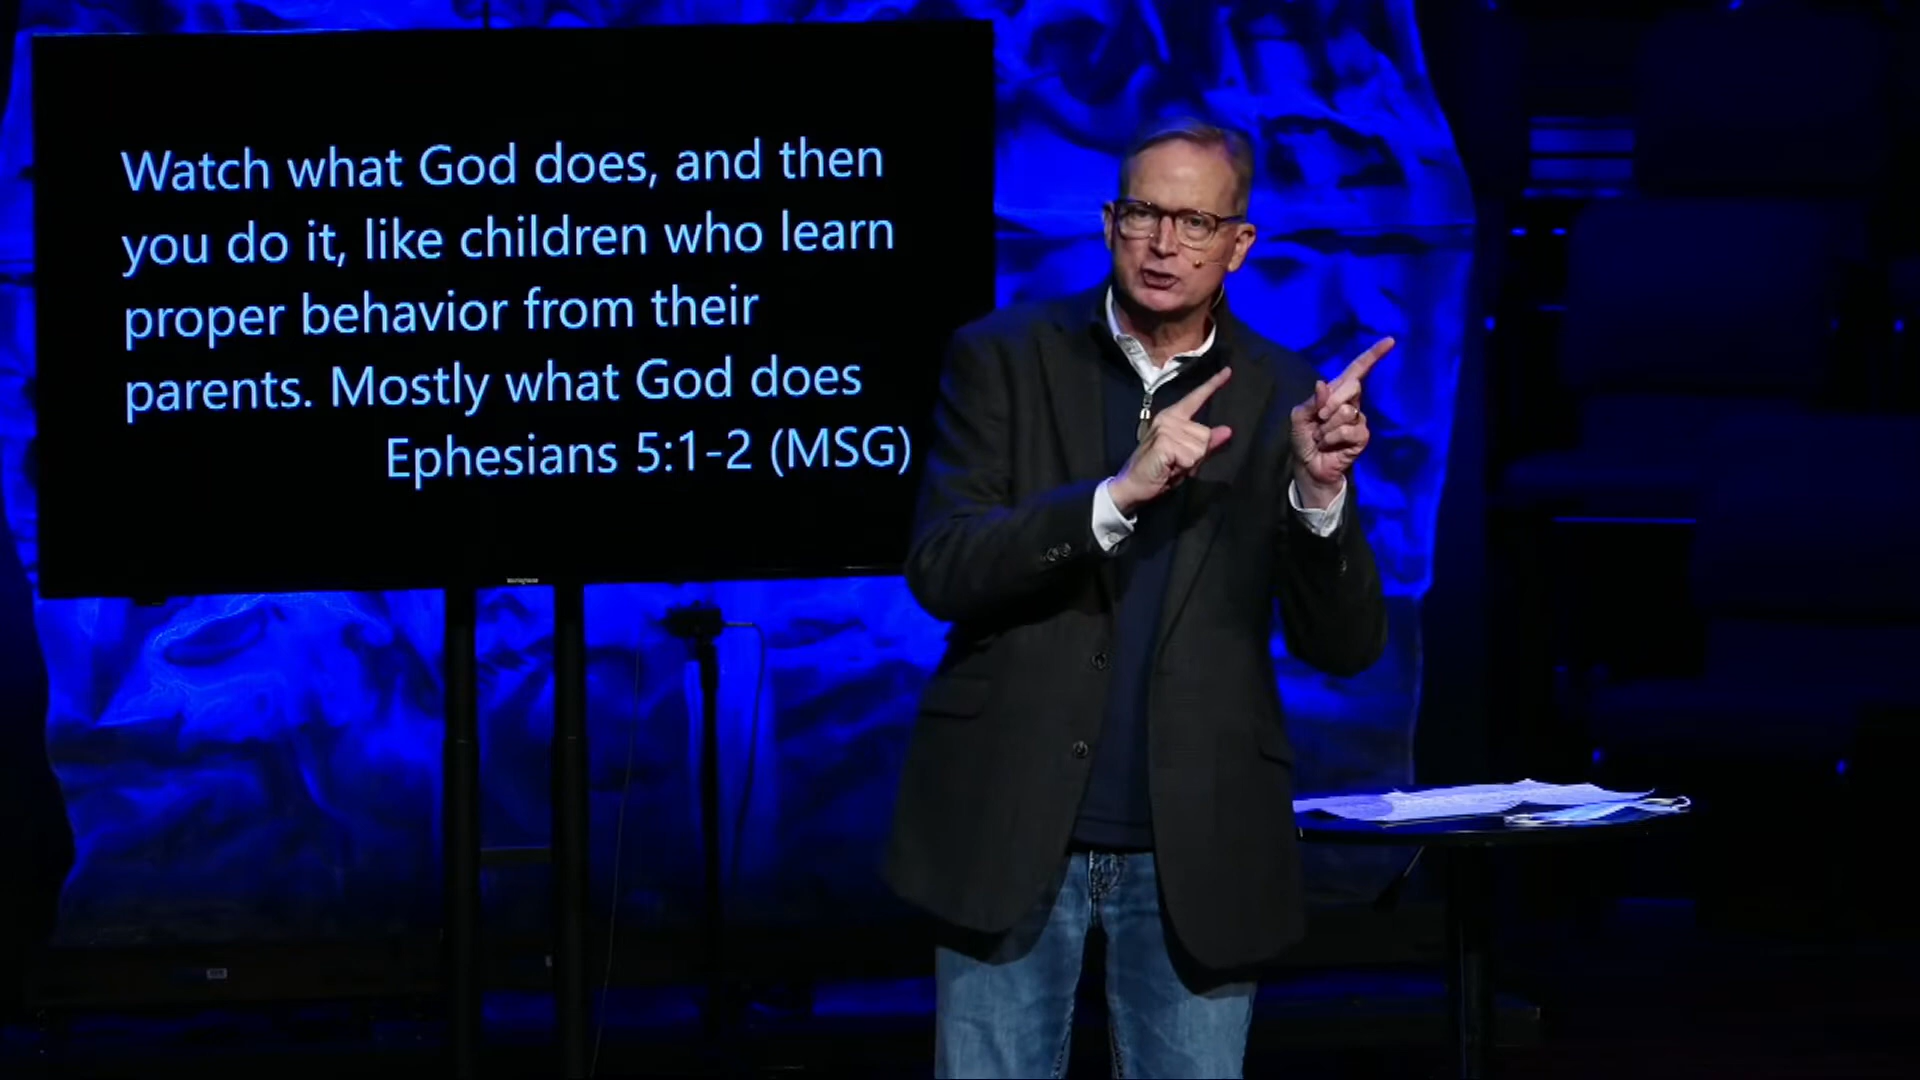 Watch what God does, and then
you do it, like children who learn
proper behavior from their
parents. Mostly what God does
Ephesians 5:1-2 (MSG)